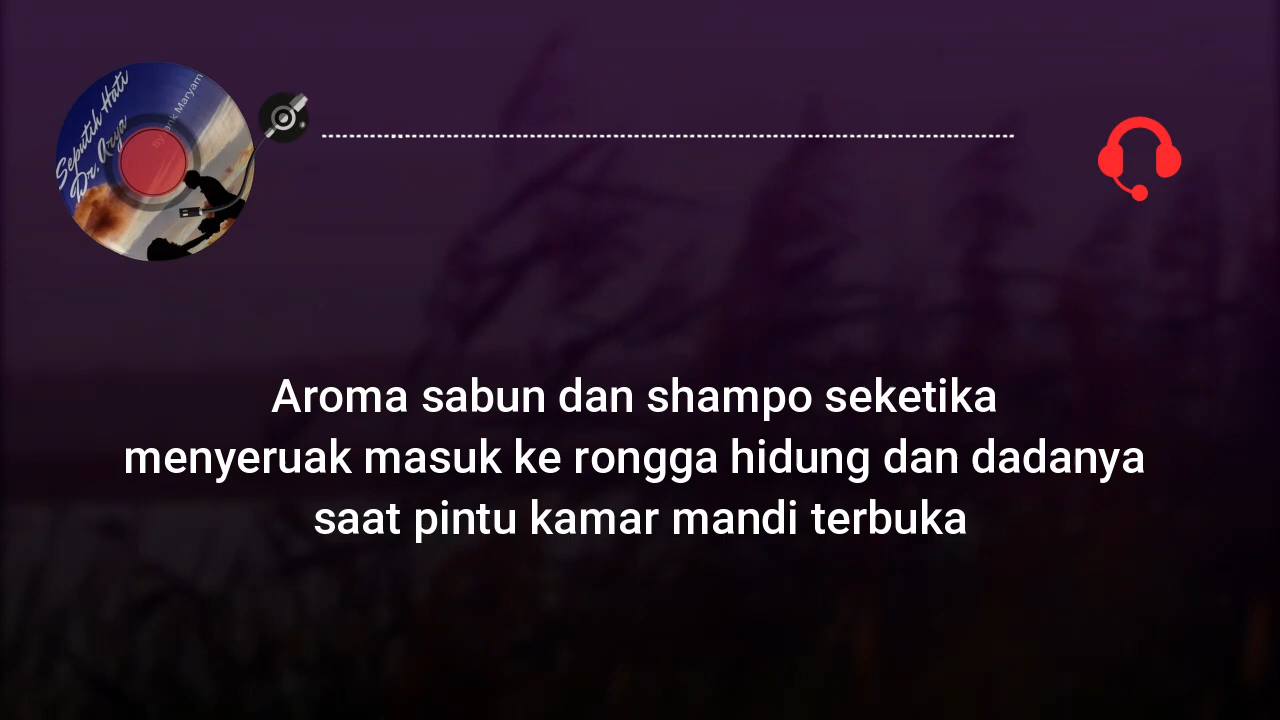 Seputih Hati
Dr. Arya
Maryam
Aroma sabun dan shampo seketika
menyeruak masuk ke rongga hidung dan dadanya
saat pintu kamar mandi terbuka